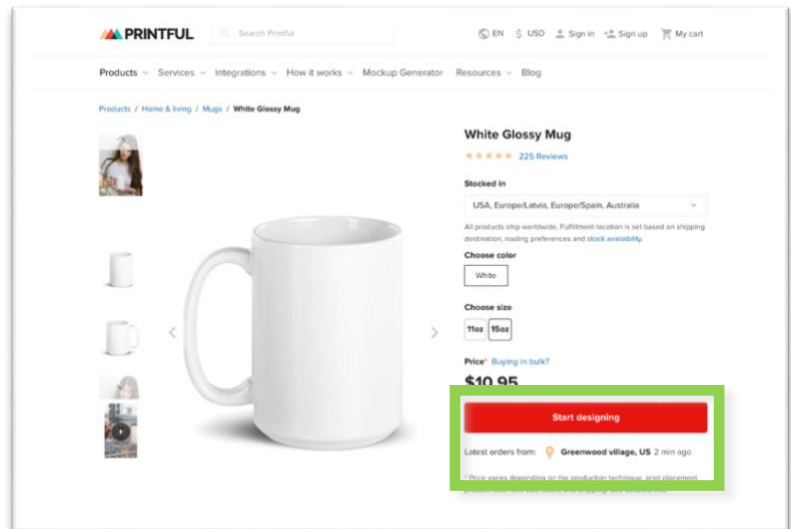 PRINTFUL
Search Printful
EN $ USD Sign in Sign up My cart
Products Services Integrations How it works Mockup Generator Resources Blog
Products / Home & living / Mugs / White Glossy Mug
White Glossy Mug
225 Reviews
Stocked in
USA, Europe/Latvia, Europe/Spain, Australia
All products ship worldwide. Fulfillment location is set based on shipping
destination, routing preferences and stock availability.
Choose color
White
Choose size
11oz 15oz
Price* Buying in bulk?
$10.95
Start designing
Latest orders from: Greenwood village, US 2 min ago
* Price varies depending on the production technique, print placement,